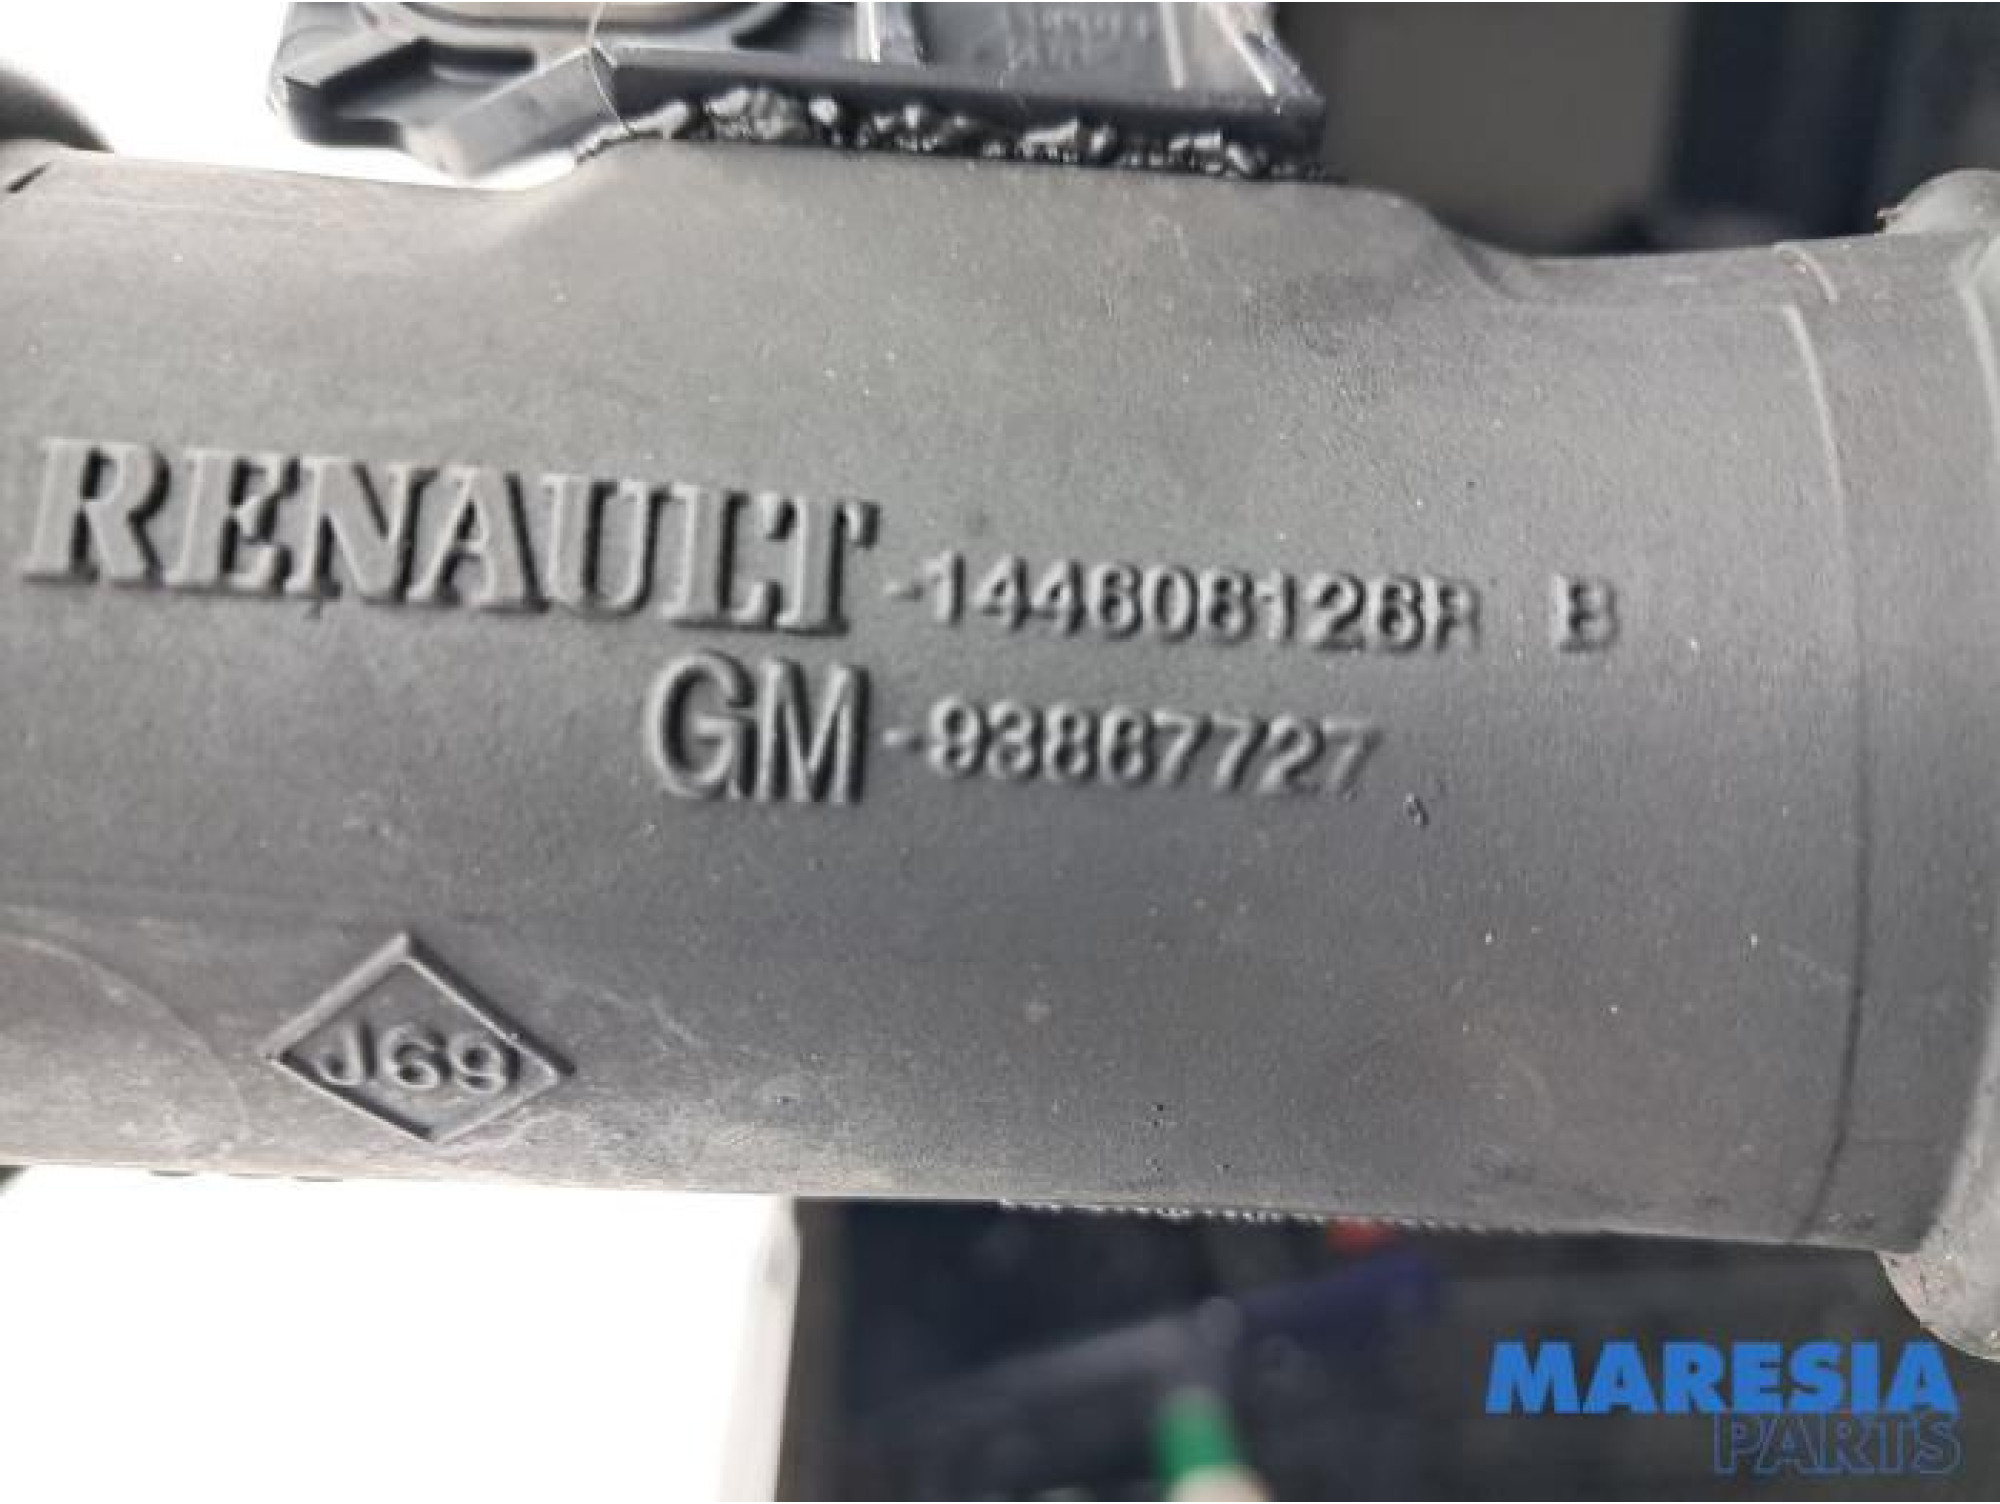 RENAULT -144608126R B
GM -93867727
J69
MARESIA
PARTS